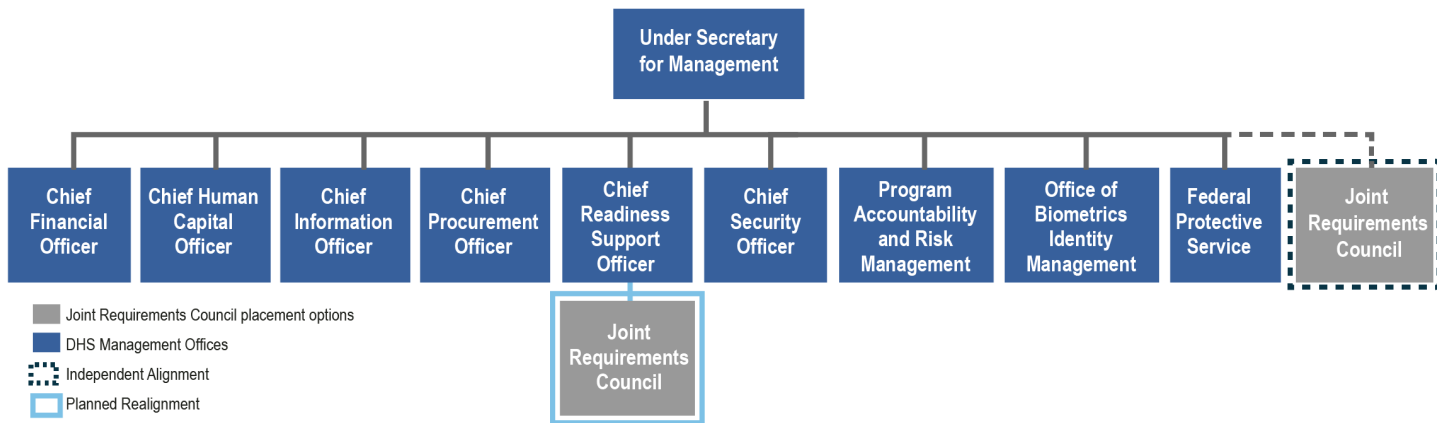 Under Secretary
for Management
Chief
Financial
Officer
Chief Human
Capital
Officer
Chief
Information
Officer
Chief
Procurement
Officer
Chief
Readiness
Support
Officer
Chief
Security
Officer
Program
Accountability
and Risk
Management
Office of
Biometrics
Identity
Management
Federal
Protective
Service
Joint
Requirements
Council
Joint
Requirements
Council
Joint Requirements Council placement options
DHS Management Offices
Independent Alignment
Planned Realignment